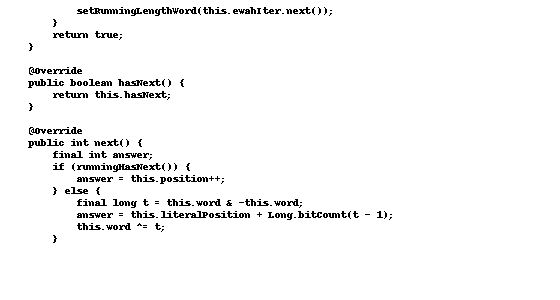 setRunningLengthWord(this.ewahIter.next());
        }
        return true;
    }

    @Override
    public boolean hasNext() {
        return this.hasNext;
    }

    @Override
    public int next() {
        final int answer;
        if (runningHasNext()) {
            answer = this.position++;
        } else {
            final long t = this.word & -this.word;
            answer = this.literalPosition + Long.bitCount(t - 1);
            this.word ^= t;
        }